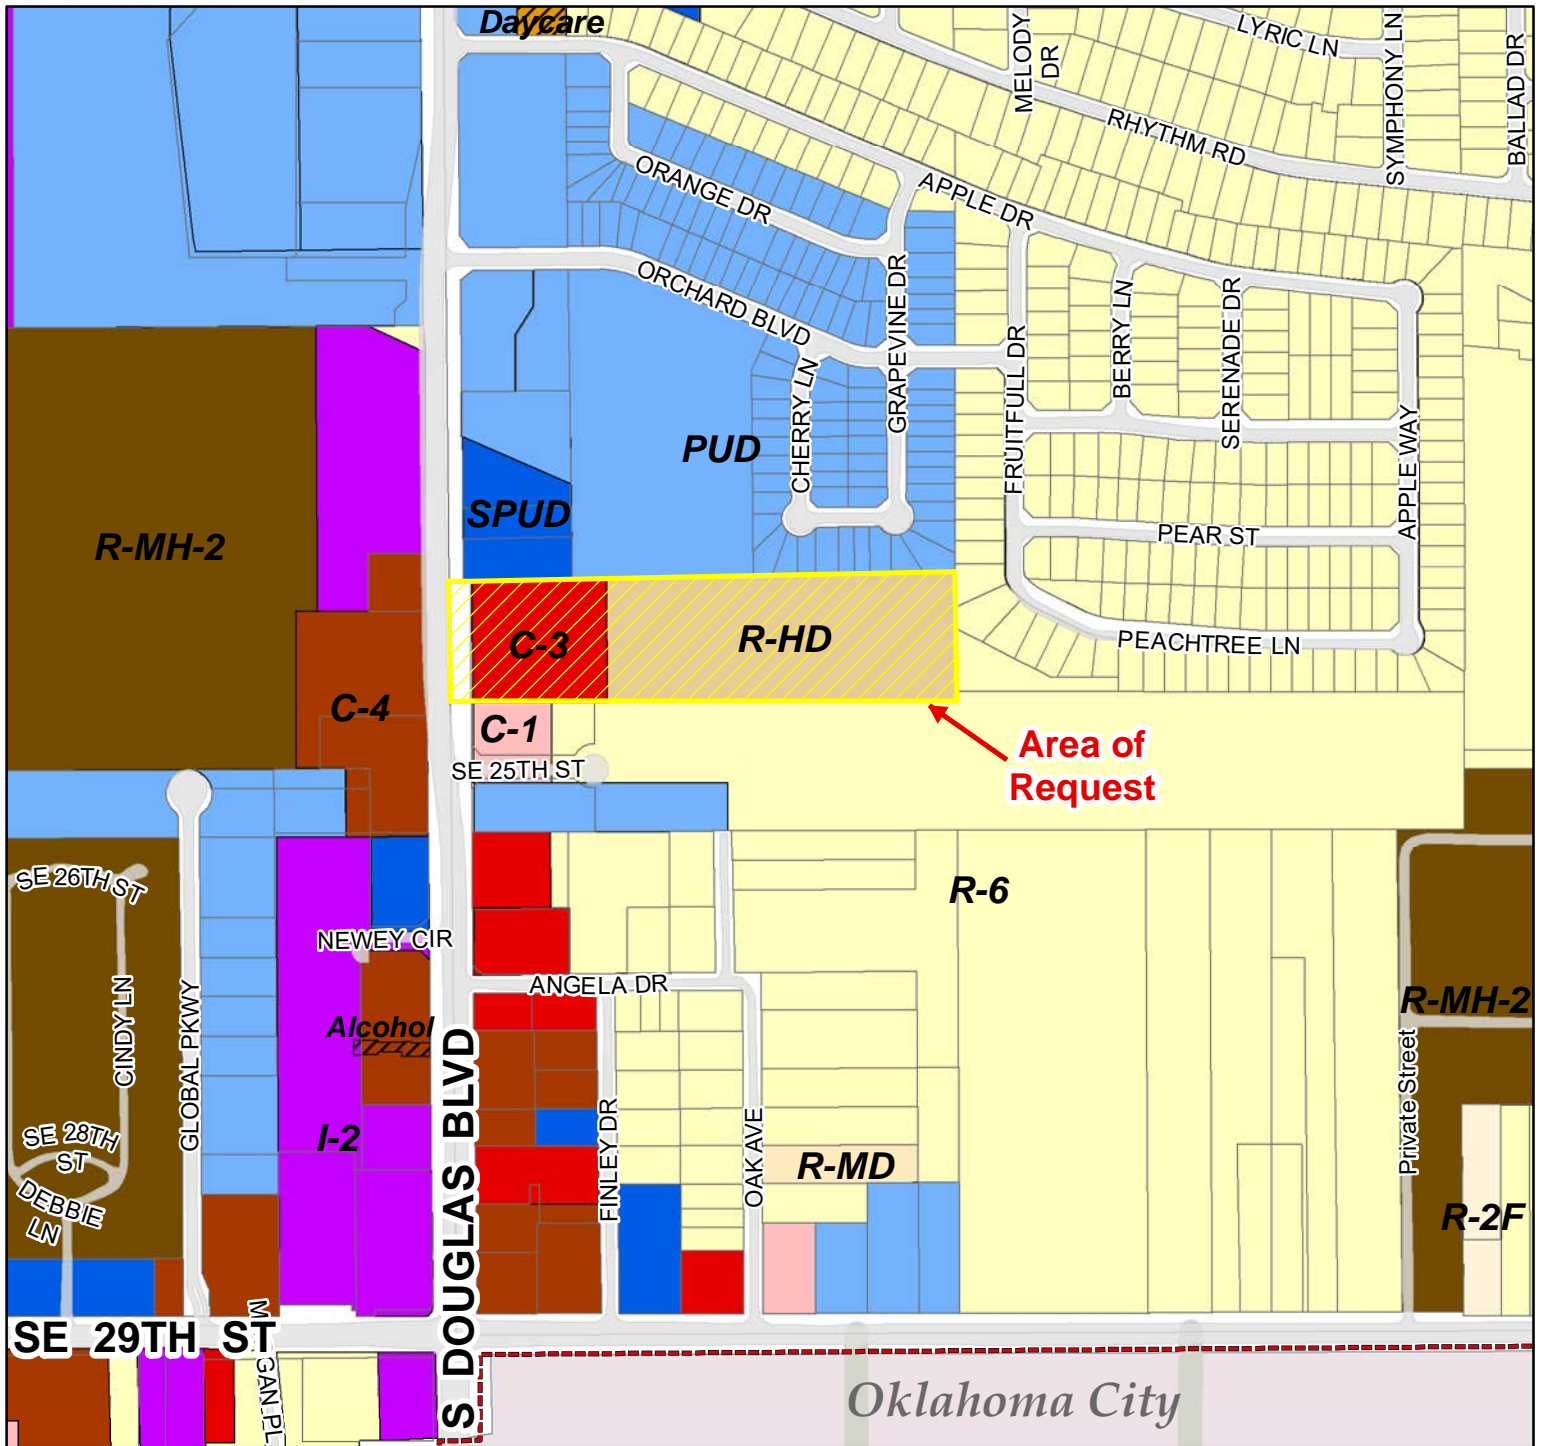 Daycare
MELODY
DR
LYRIC LN
SYMPHONY LN
BALLAD DR
RHYTHM RD
ORANGE DR
APPLE DR
ORCHARD BLVD
GRAPEVINE DR
CHERRY LN
FRUITFULL DR
BERRY LN
SERENADE DR
APPLE WAY
PUD
SPUD
R-MH-2
PEAR ST
C-3
R-HD
PEACHTREE LN
C-4
C-1
Area of
Request
SE 25TH ST
SE 26TH ST
R-6
NEWEY CIR
ANGELA DR
CINDY LN
GLOBAL PKWY
R-MH-2
Alcohol
S DOUGLAS BLVD
Private Street
SE 28TH
ST
I-2
FINLEY DR
OAK AVE
R-MD
DEBBIE
LN
R-2F
SE 29TH ST
Oklahoma City